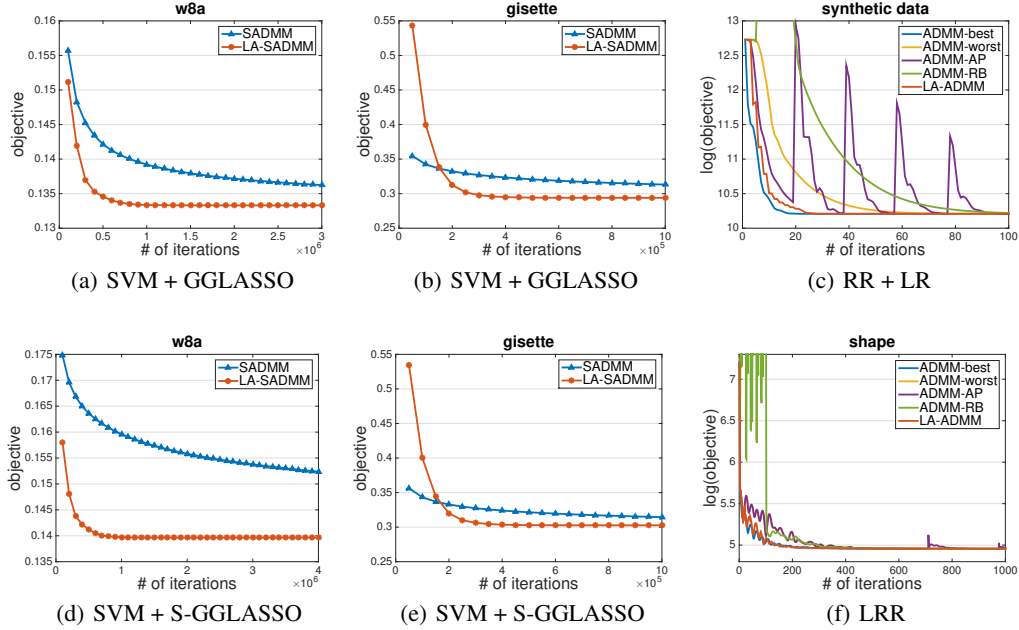 w8a
objective
0.16
0.155
0.15
0.145
0.14
0.135
0.13
SADMM
LA-SADMM
0 0.5 1 1.5 2 2.5 3
×10^6
# of iterations
(a) SVM + GGLASSO
gisette
objective
0.55
0.5
0.45
0.4
0.35
0.3
0.25
SADMM
LA-SADMM
0 2 4 6 8 10
×10^5
# of iterations
(b) SVM + GGLASSO
synthetic data
log(objective)
13
12.5
12
11.5
11
10.5
10
ADMM-best
ADMM-worst
ADMM-AP
ADMM-RB
LA-ADMM
0 20 40 60 80 100
# of iterations
(c) RR + LR
w8a
objective
0.175
0.17
0.165
0.16
0.155
0.15
0.145
0.14
0.135
SADMM
LA-SADMM
0 1 2 3 4
×10^6
# of iterations
(d) SVM + S-GGLASSO
gisette
objective
0.55
0.5
0.45
0.4
0.35
0.3
0.25
SADMM
LA-SADMM
0 2 4 6 8 10
×10^5
# of iterations
(e) SVM + S-GGLASSO
shape
log(objective)
7
6.5
6
5.5
5
ADMM-best
ADMM-worst
ADMM-AP
ADMM-RB
LA-ADMM
0 200 400 600 800 1000
# of iterations
(f) LRR